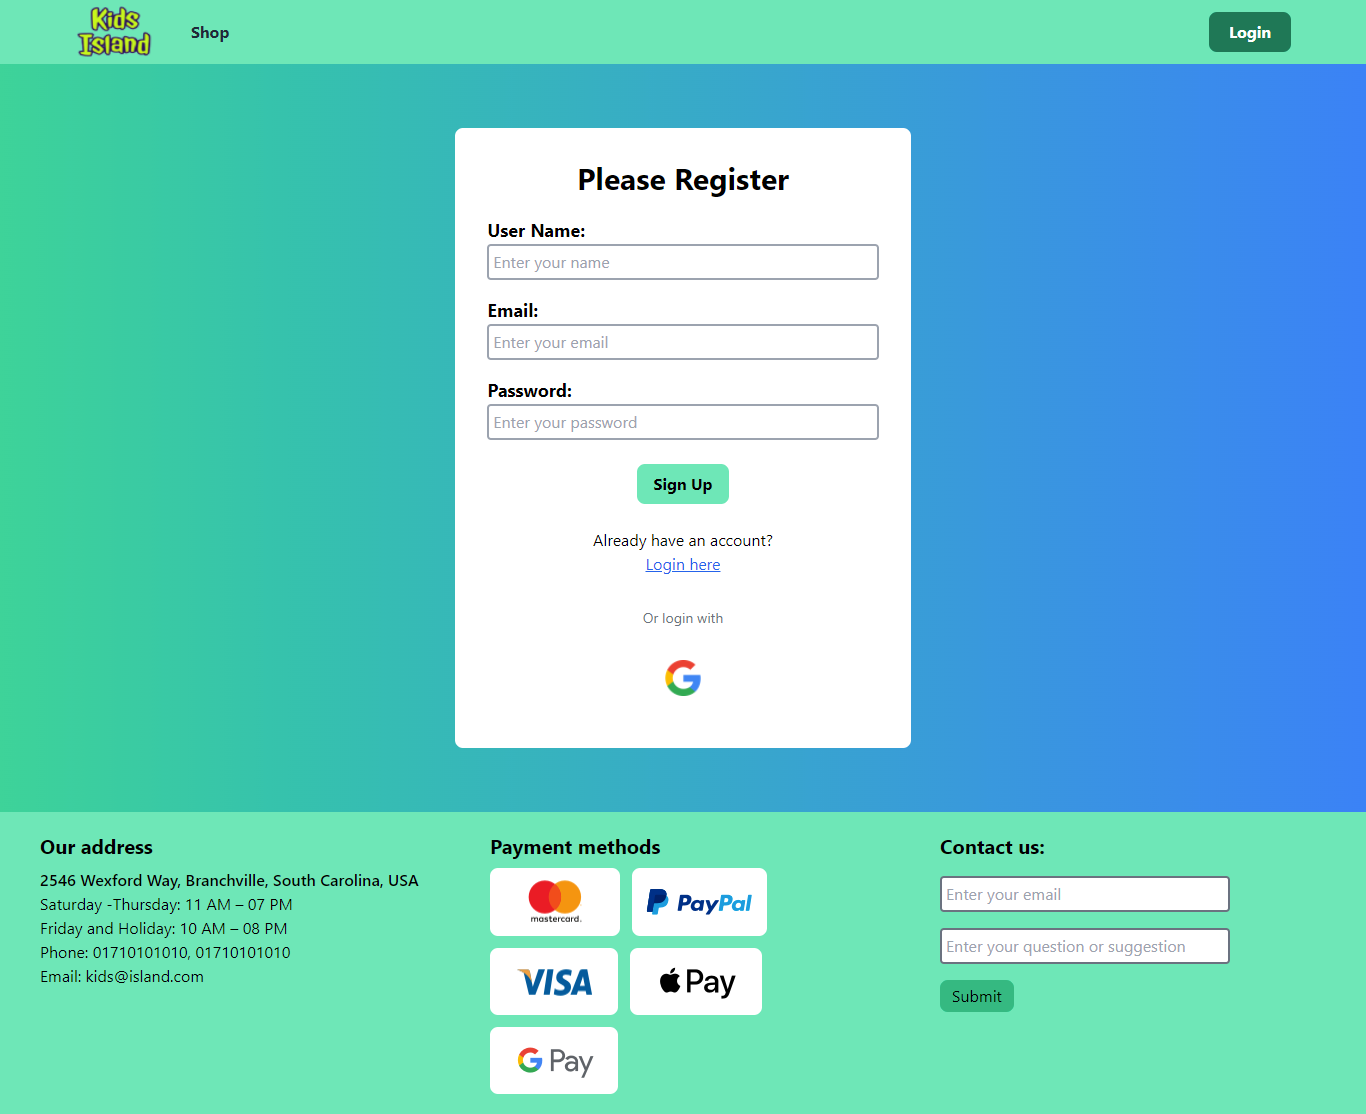 Kids
Island
Shop
Login
Please Register
User Name:
Enter your name
Email:
Enter your email
Password:
Enter your password
Sign Up
Already have an account?
Login here
Or login with
Our address
2546 Wexford Way, Branchville, South Carolina, USA
Saturday -Thursday: 11 AM – 07 PM
Friday and Holiday: 10 AM – 08 PM
Phone: 01710101010, 01710101010
Email: kids@island.com
Payment methods
mastercard.
PayPal
VISA
Pay
G Pay
Contact us:
Enter your email
Enter your question or suggestion
Submit